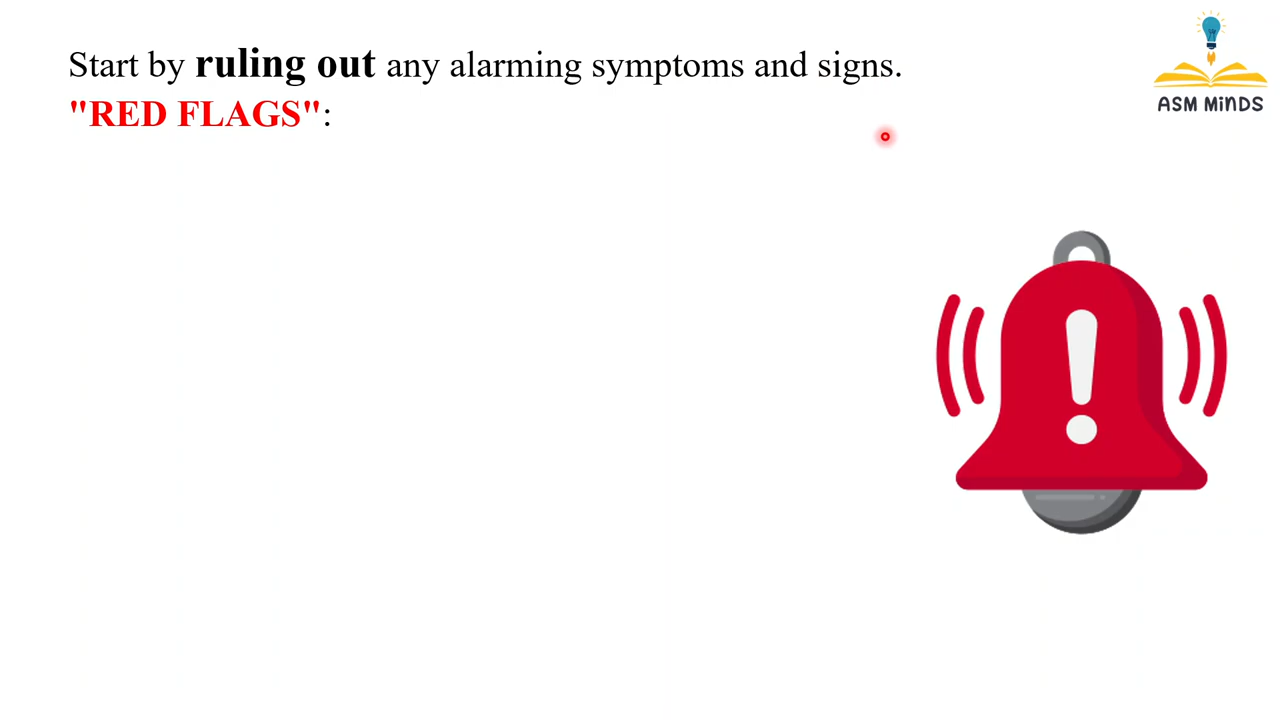 Start by ruling out any alarming symptoms and signs.
"RED FLAGS":
ASM MiNDS